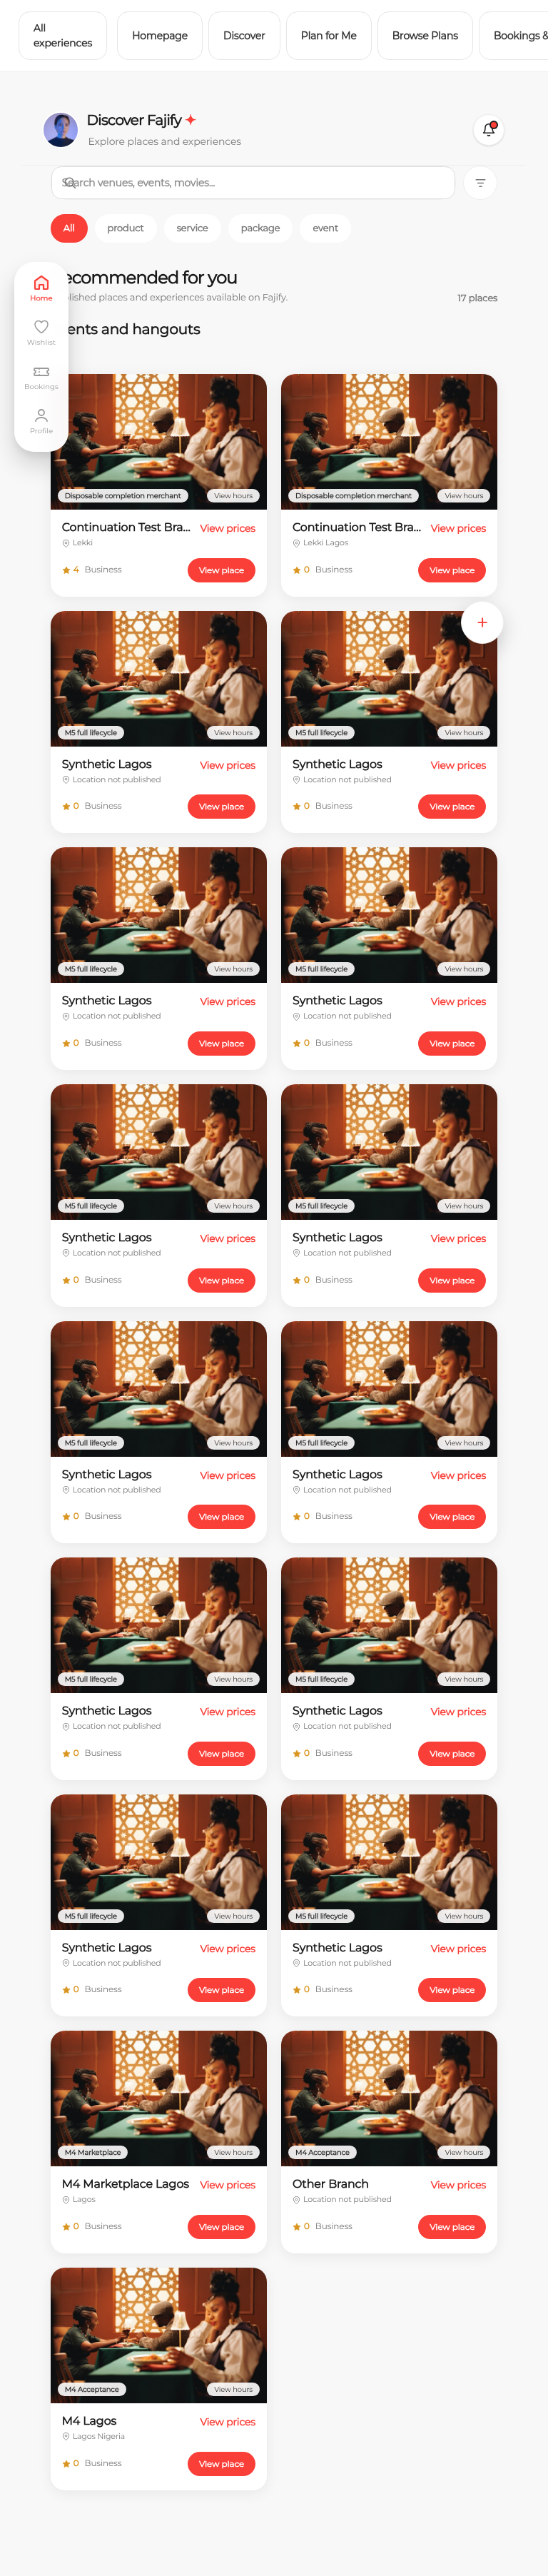 All
experiences
Homepage
Discover
Plan for Me
Browse Plans
Bookings &
Discover Fajify
Explore places and experiences
Search venues, events, movies...
All
product
service
package
event
ecommended for you
lished places and experiences available on Fajify.
17 places
ents and hangouts
Home
Wishlist
Bookings
Profile
Disposable completion merchant
View hours
Continuation Test Bra...
View prices
Lekki
4 Business
View place
Disposable completion merchant
View hours
Continuation Test Bra...
View prices
Lekki Lagos
0 Business
View place
M5 full lifecycle
View hours
Synthetic Lagos
View prices
Location not published
0 Business
View place
M5 full lifecycle
View hours
Synthetic Lagos
View prices
Location not published
0 Business
View place
M5 full lifecycle
View hours
Synthetic Lagos
View prices
Location not published
0 Business
View place
M5 full lifecycle
View hours
Synthetic Lagos
View prices
Location not published
0 Business
View place
M5 full lifecycle
View hours
Synthetic Lagos
View prices
Location not published
0 Business
View place
M5 full lifecycle
View hours
Synthetic Lagos
View prices
Location not published
0 Business
View place
M5 full lifecycle
View hours
Synthetic Lagos
View prices
Location not published
0 Business
View place
M5 full lifecycle
View hours
Synthetic Lagos
View prices
Location not published
0 Business
View place
M5 full lifecycle
View hours
Synthetic Lagos
View prices
Location not published
0 Business
View place
M5 full lifecycle
View hours
Synthetic Lagos
View prices
Location not published
0 Business
View place
M5 full lifecycle
View hours
Synthetic Lagos
View prices
Location not published
0 Business
View place
M5 full lifecycle
View hours
Synthetic Lagos
View prices
Location not published
0 Business
View place
M4 Marketplace
View hours
M4 Marketplace Lagos
View prices
Lagos
0 Business
View place
M4 Acceptance
View hours
Other Branch
View prices
Location not published
0 Business
View place
M4 Acceptance
View hours
M4 Lagos
View prices
Lagos Nigeria
0 Business
View place